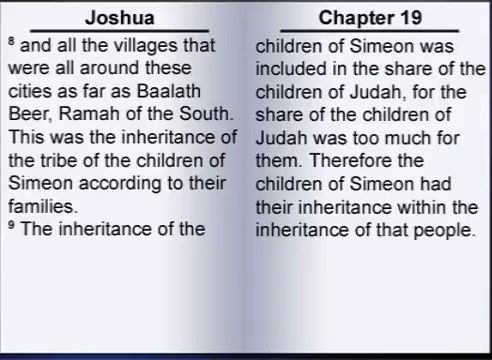 Joshua
⁸ and all the villages that
were all around these
cities as far as Baalath
Beer, Ramah of the South.
This was the inheritance of
the tribe of the children of
Simeon according to their
families.
⁹ The inheritance of the
Chapter 19
children of Simeon was
included in the share of the
children of Judah, for the
share of the children of
Judah was too much for
them. Therefore the
children of Simeon had
their inheritance within the
inheritance of that people.